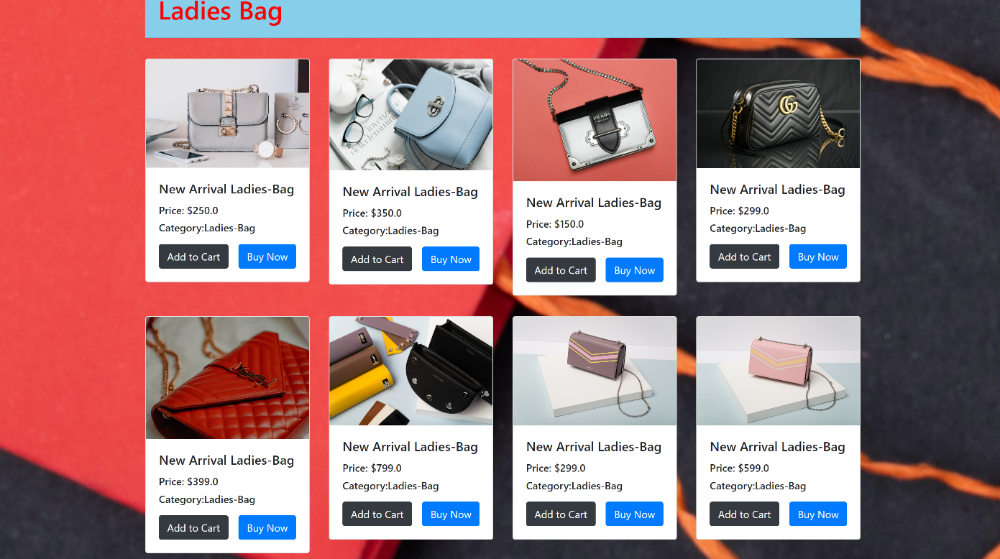 Ladies Bag
PRADA
MILANO
New Arrival Ladies-Bag
Price: $250.0
Category:Ladies-Bag
Add to Cart
Buy Now
New Arrival Ladies-Bag
Price: $350.0
Category:Ladies-Bag
Add to Cart
Buy Now
New Arrival Ladies-Bag
Price: $150.0
Category:Ladies-Bag
Add to Cart
Buy Now
New Arrival Ladies-Bag
Price: $299.0
Category:Ladies-Bag
Add to Cart
Buy Now
New Arrival Ladies-Bag
Price: $399.0
Category:Ladies-Bag
Add to Cart
Buy Now
New Arrival Ladies-Bag
Price: $799.0
Category:Ladies-Bag
Add to Cart
Buy Now
New Arrival Ladies-Bag
Price: $299.0
Category:Ladies-Bag
Add to Cart
Buy Now
New Arrival Ladies-Bag
Price: $599.0
Category:Ladies-Bag
Add to Cart
Buy Now